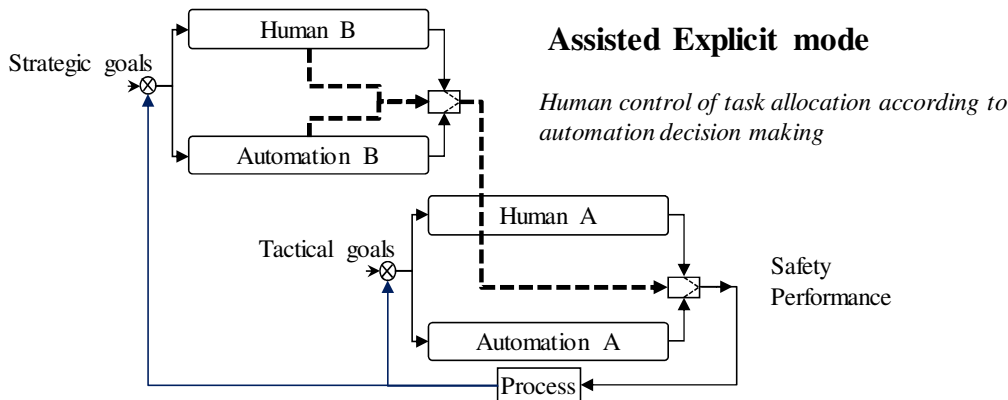 Human B
Assisted Explicit mode
Strategic goals
Human control of task allocation according to
automation decision making
Automation B
Human A
Tactical goals
Safety
Performance
Automation A
Process